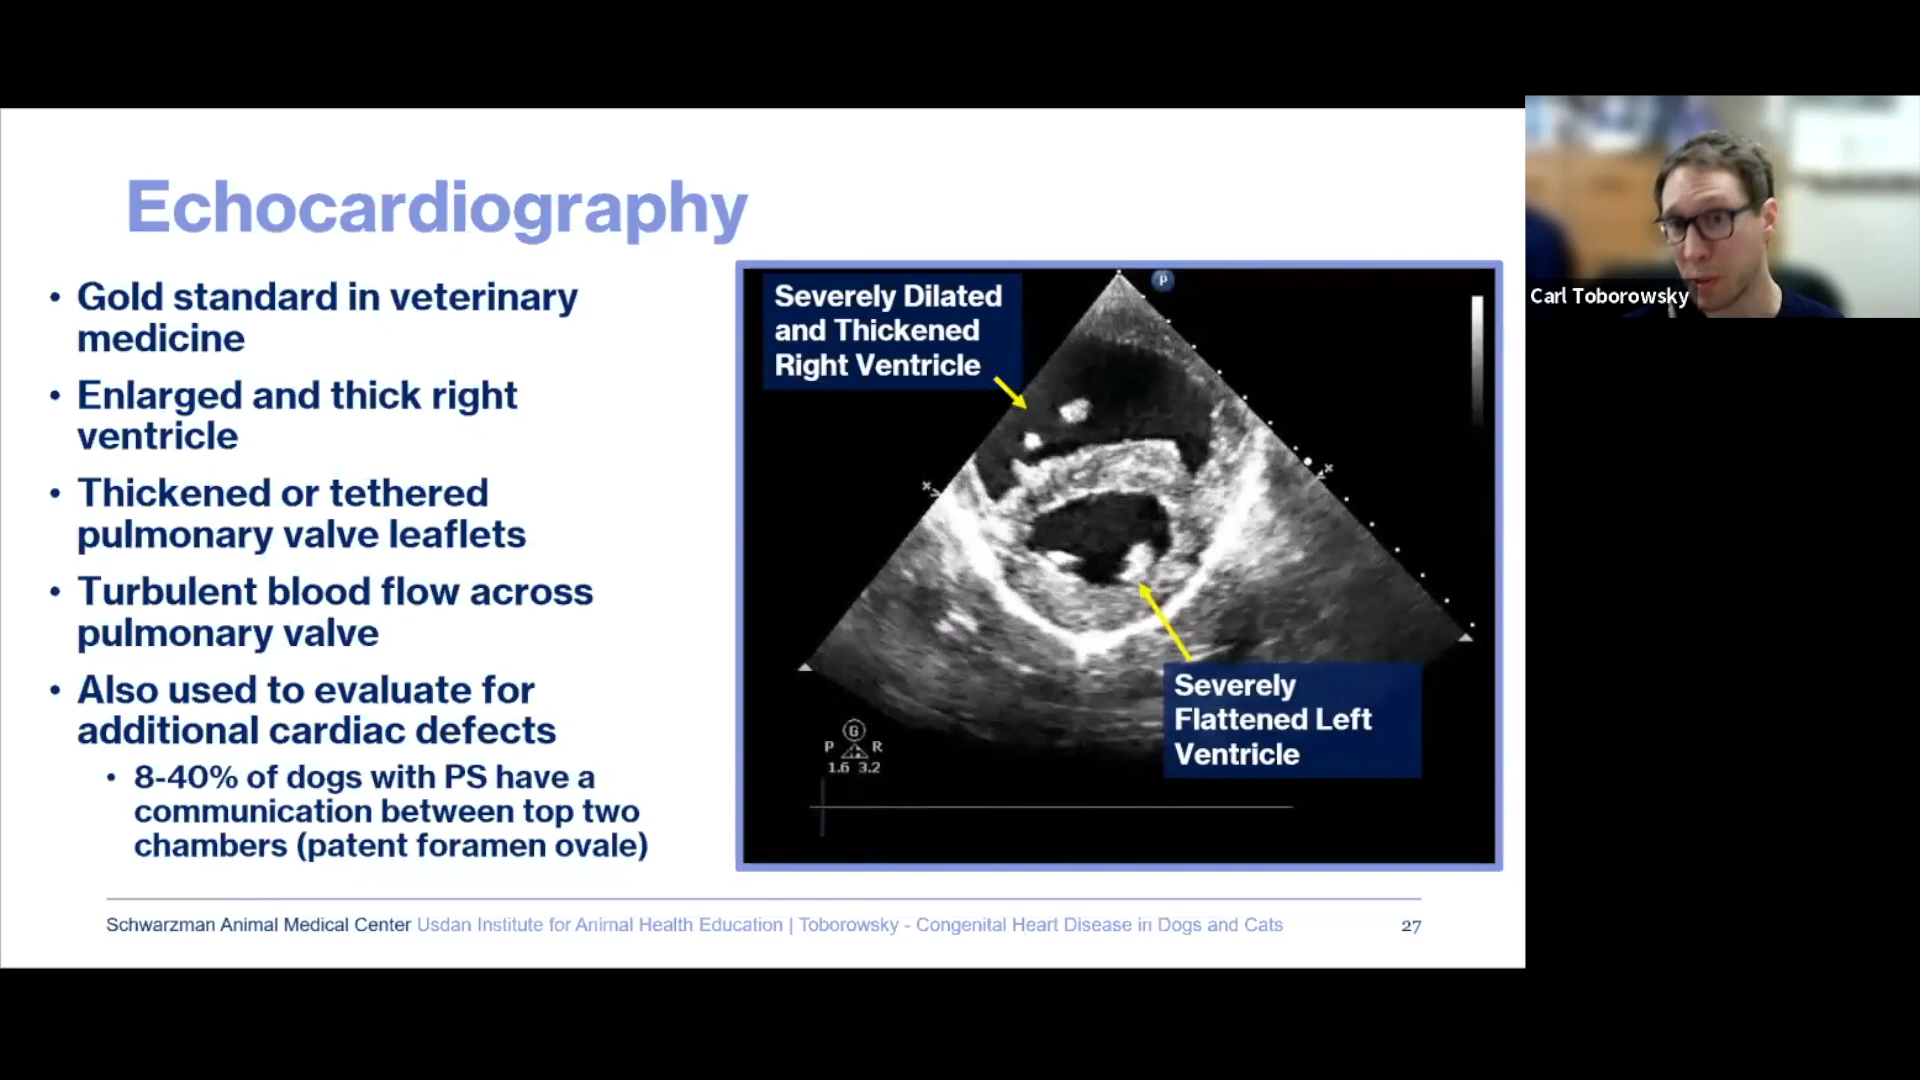 Echocardiography
• Gold standard in veterinary
medicine
• Enlarged and thick right
ventricle
• Thickened or tethered
pulmonary valve leaflets
• Turbulent blood flow across
pulmonary valve
• Also used to evaluate for
additional cardiac defects
• 8-40% of dogs with PS have a
communication between top two
chambers (patent foramen ovale)
Severely Dilated
and Thickened
Right Ventricle
P
Severely
Flattened Left
Ventricle
G
P R
1.6 3.2
Schwarzman Animal Medical Center Usdan Institute for Animal Health Education | Toborowsky - Congenital Heart Disease in Dogs and Cats 27
Carl Toborowsky